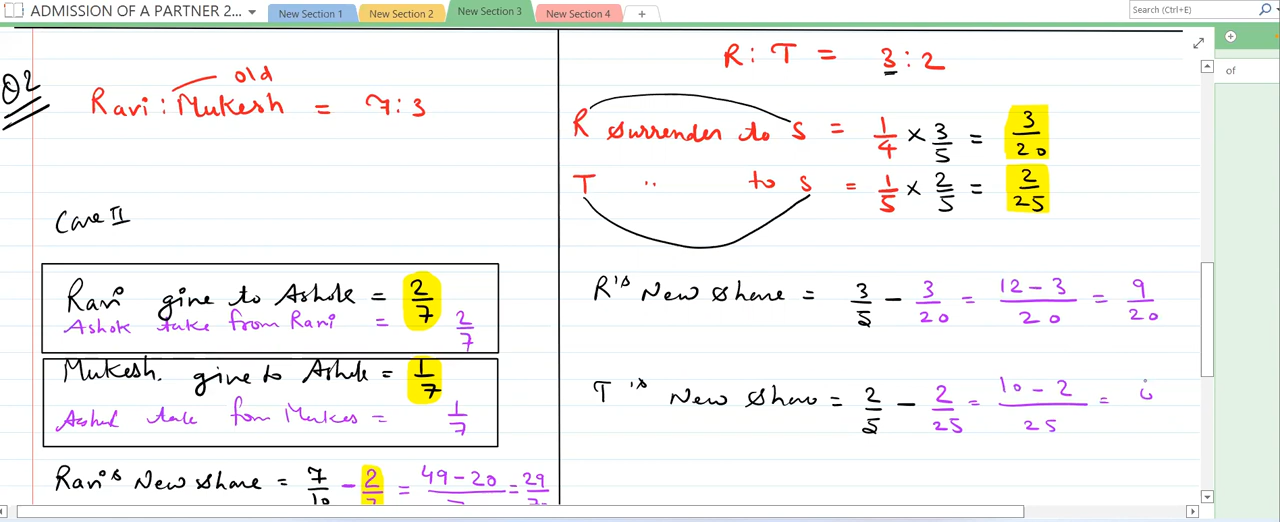 ADMISSION OF A PARTNER 2...
New Section 1
New Section 2
New Section 3
New Section 4
+
Search (Ctrl+E)
of
Q2
old
Ravi : Mukesh = 7:3
Case II
Ravi give to Ashok = 2/7
Ashok take from Ravi = 2/7
Mukesh. give to Ashok = 1/7
Ashok take from Mukes = 1/7
Ravi's New share = 7/10 - 2/7 = 49-20/ = 29/7
R : T = 3 : 2
R surrender to S = 1/4 × 3/5 = 3/20
T " to S = 1/5 × 2/5 = 2/25
R's New share = 3/5 - 3/20 = 12-3/20 = 9/20
T's New share = 2/5 - 2/25 = 10-2/25 =